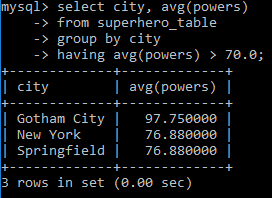 mysql> select city, avg(powers)
    -> from superhero_table
    -> group by city
    -> having avg(powers) > 70.0;
+-------------+-------------+
| city        | avg(powers) |
+-------------+-------------+
| Gotham City |   97.750000 |
| New York    |   76.880000 |
| Springfield |   76.880000 |
+-------------+-------------+
3 rows in set (0.00 sec)